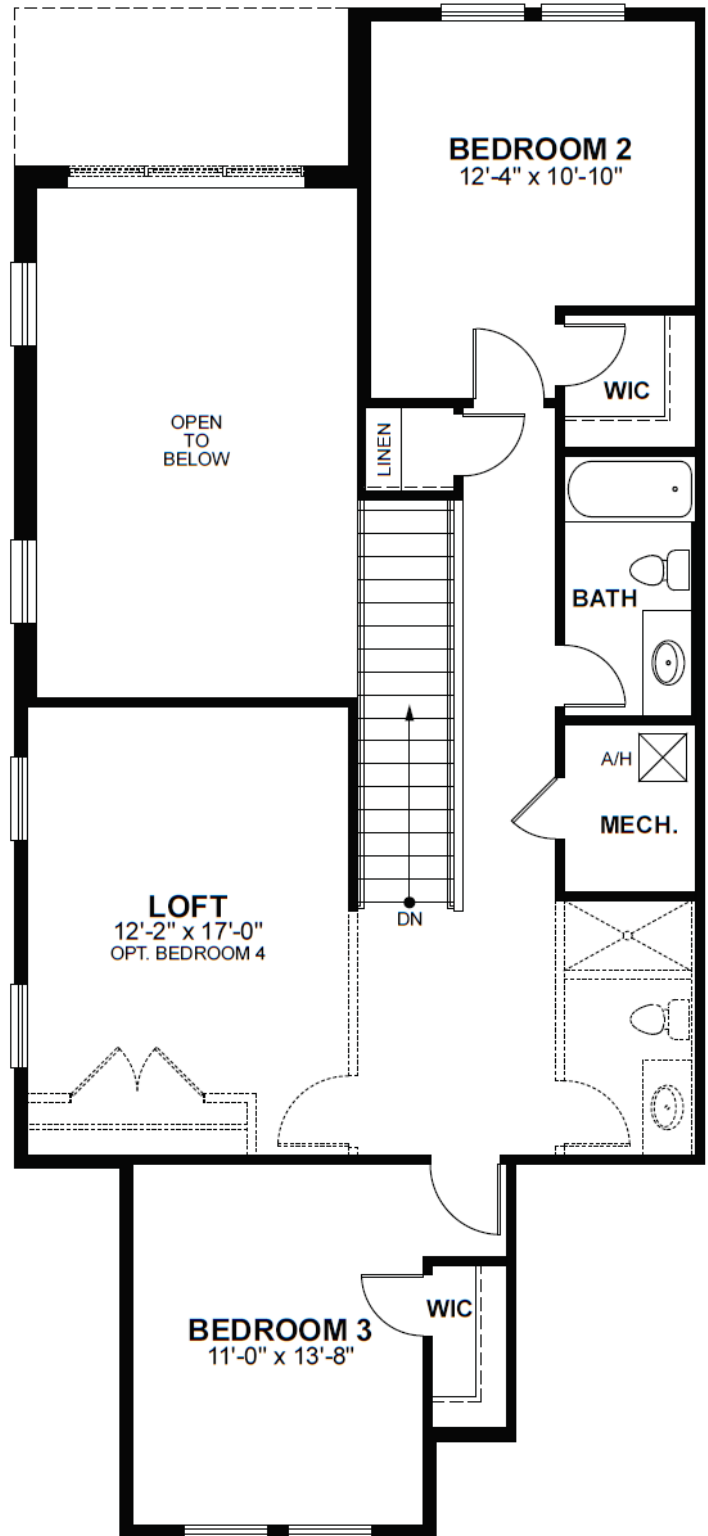 BEDROOM 2
12'-4" x 10'-10"
WIC
OPEN
TO
BELOW
LINEN
BATH
A/H
MECH.
LOFT
12'-2" x 17'-0"
OPT. BEDROOM 4
DN
WIC
BEDROOM 3
11'-0" x 13'-8"